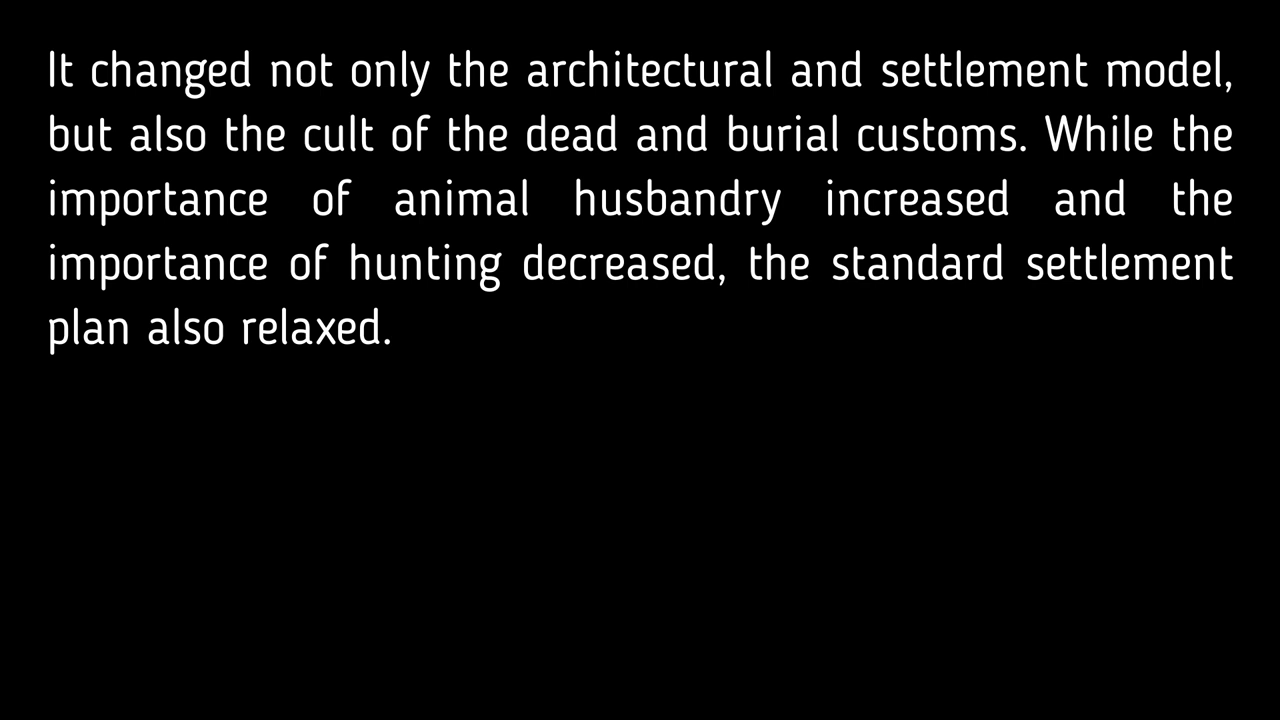 It changed not only the architectural and settlement model,
but also the cult of the dead and burial customs. While the
importance of animal husbandry increased and the
importance of hunting decreased, the standard settlement
plan also relaxed.